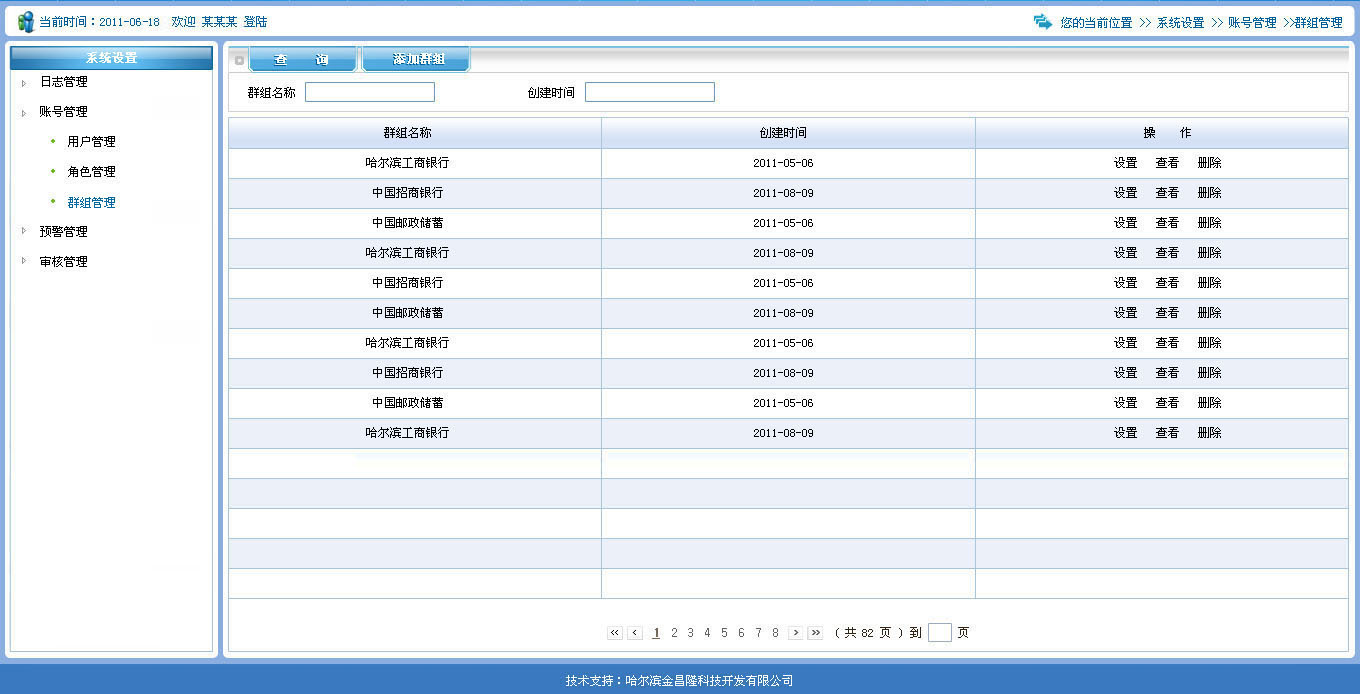 当前时间：2011-06-18 欢迎 某某某 登陆
您的当前位置 >> 系统设置 >> 账号管理 >>群组管理
系统设置
日志管理
账号管理
用户管理
角色管理
群组管理
预警管理
审核管理
查 询 添加群组
群组名称 创建时间
群组名称 创建时间 操 作
哈尔滨工商银行 2011-05-06 设置 查看 删除
中国招商银行 2011-08-09 设置 查看 删除
中国邮政储蓄 2011-05-06 设置 查看 删除
哈尔滨工商银行 2011-08-09 设置 查看 删除
中国招商银行 2011-05-06 设置 查看 删除
中国邮政储蓄 2011-08-09 设置 查看 删除
哈尔滨工商银行 2011-05-06 设置 查看 删除
中国招商银行 2011-08-09 设置 查看 删除
中国邮政储蓄 2011-05-06 设置 查看 删除
哈尔滨工商银行 2011-08-09 设置 查看 删除
<< < 1 2 3 4 5 6 7 8 > >> ( 共 82 页 ) 到 页
技术支持：哈尔滨金昌隆科技开发有限公司